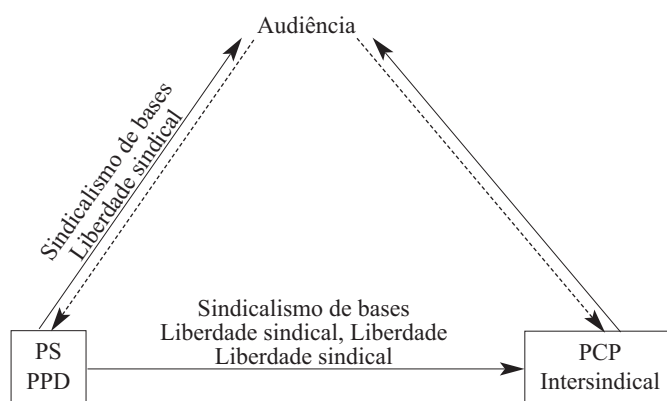 Audiência
Sindicalismo de bases
Liberdade sindical
Sindicalismo de bases
Liberdade sindical, Liberdade
Liberdade sindical
PS
PPD
PCP
Intersindical